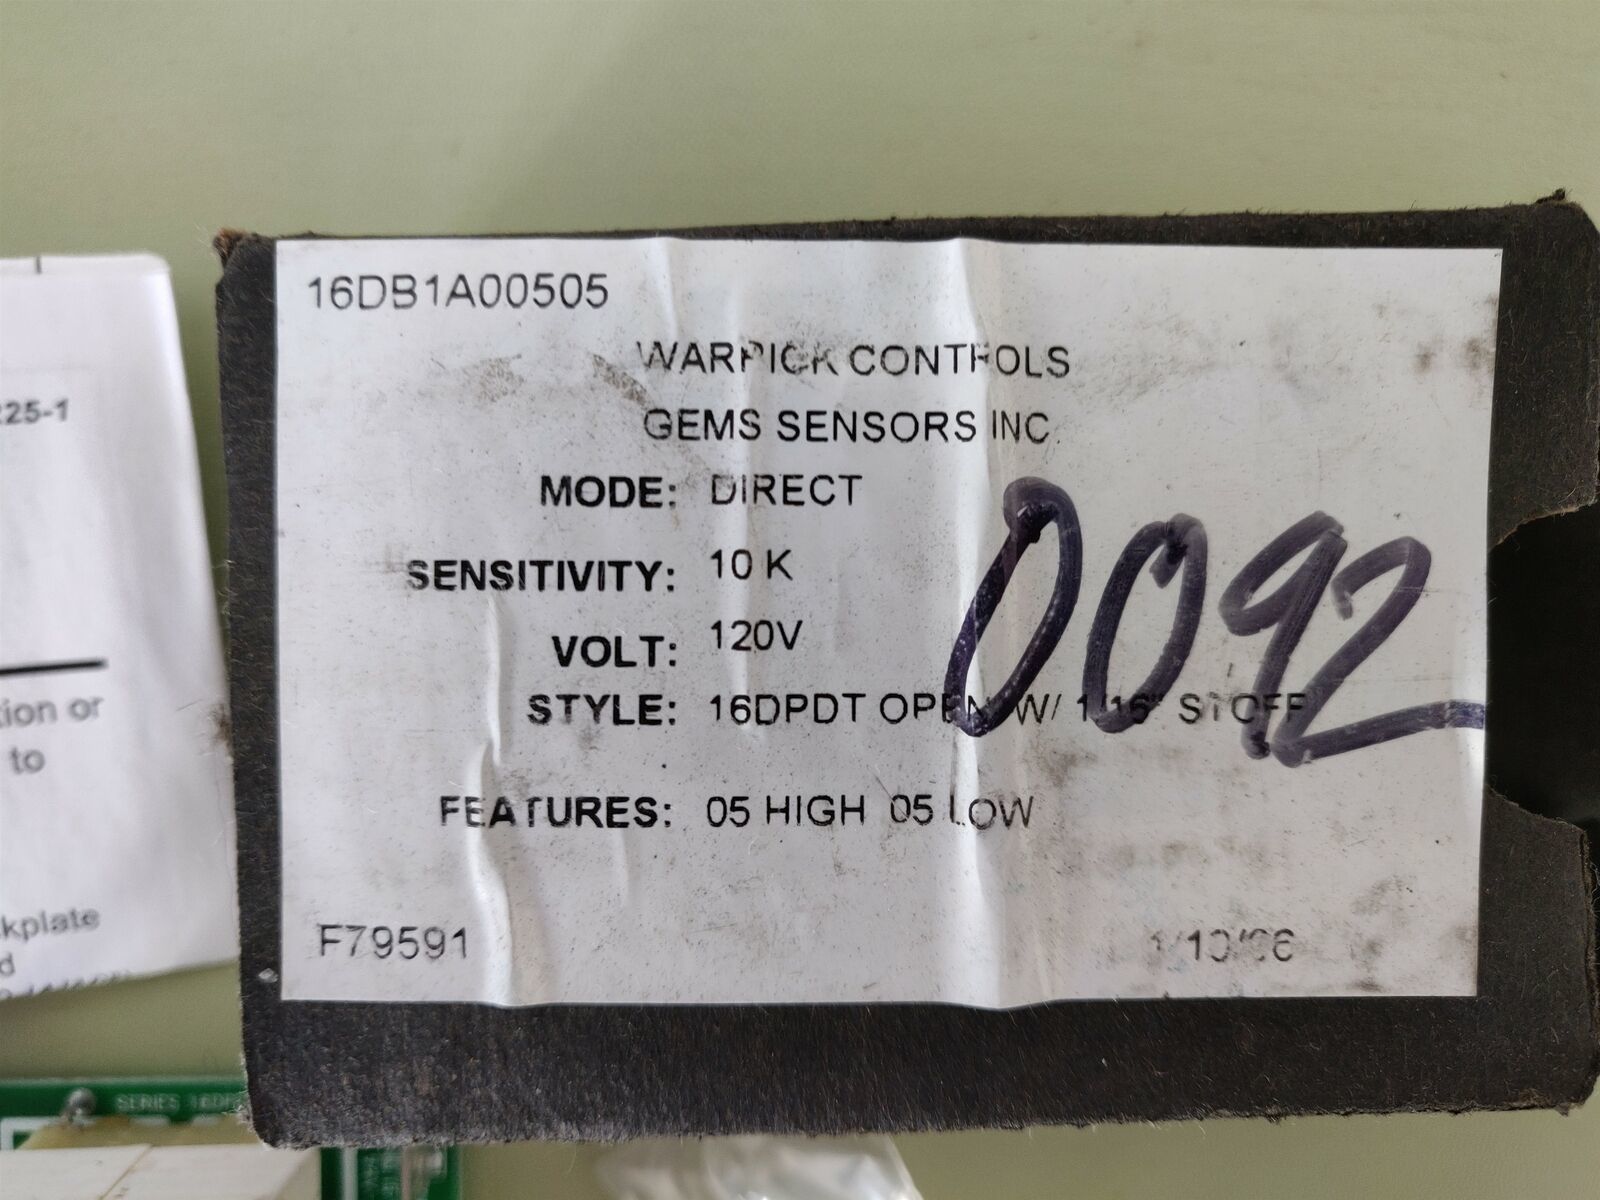 16DB1A00505
WARRICK CONTROLS
GEMS SENSORS INC.
MODE: DIRECT
SENSITIVITY: 10 K
VOLT: 120V
STYLE: 16DPDT OPEN W/ 1/16" STOFF
FEATURES: 05 HIGH 05 LOW
0092
F79591
225-1
tion or
to
kplate
d
SERIES